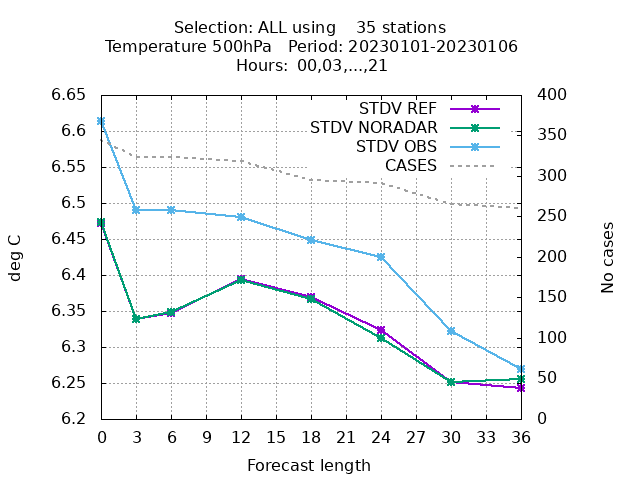 Selection: ALL using    35 stations
Temperature 500hPa   Period: 20230101-20230106
Hours: 00,03,...,21
6.65
6.6
6.55
6.5
6.45
6.4
6.35
6.3
6.25
6.2
deg C
STDV REF
STDV NORADAR
STDV OBS
CASES
400
350
300
250
200
150
100
50
0
No cases
0 3 6 9 12 15 18 21 24 27 30 33 36
Forecast length